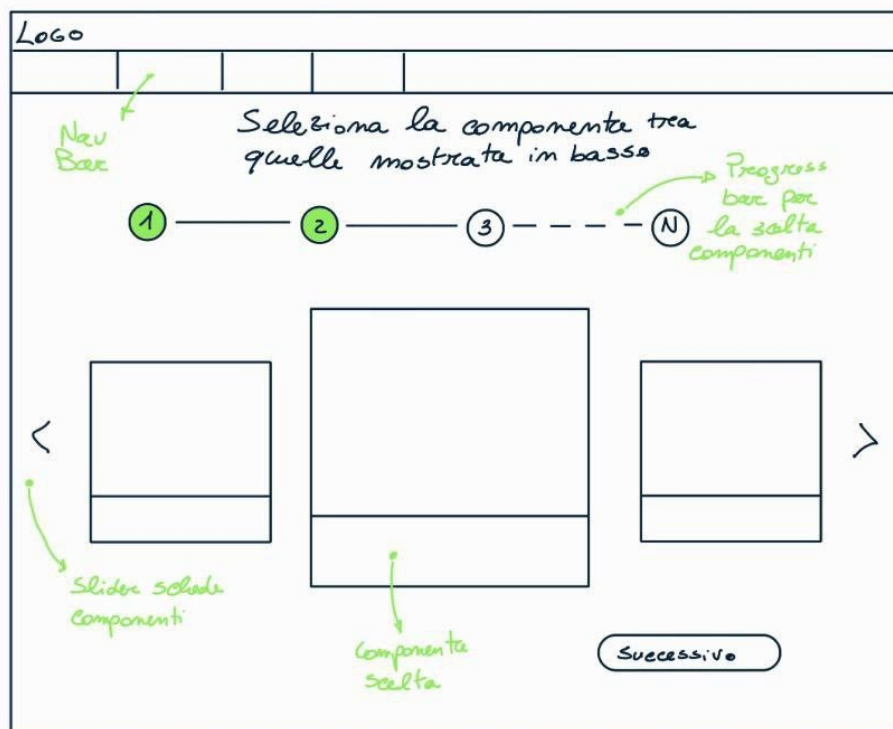 LOGO
Nav
Bar
Seleziona la componente tra
quelle mostrate in basso
Progress
bar per
la scelta
componenti
1
2
3
N
<
>
Slider schede
componenti
componente
scelta
Successivo